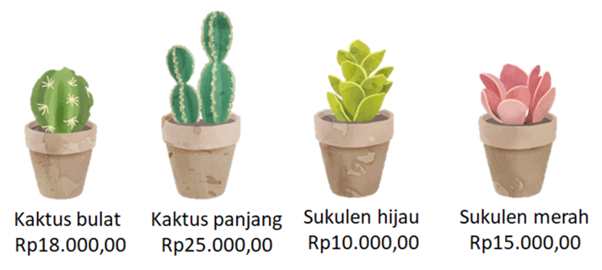 Kaktus bulat
Rp18.000,00
Kaktus panjang
Rp25.000,00
Sukulen hijau
Rp10.000,00
Sukulen merah
Rp15.000,00